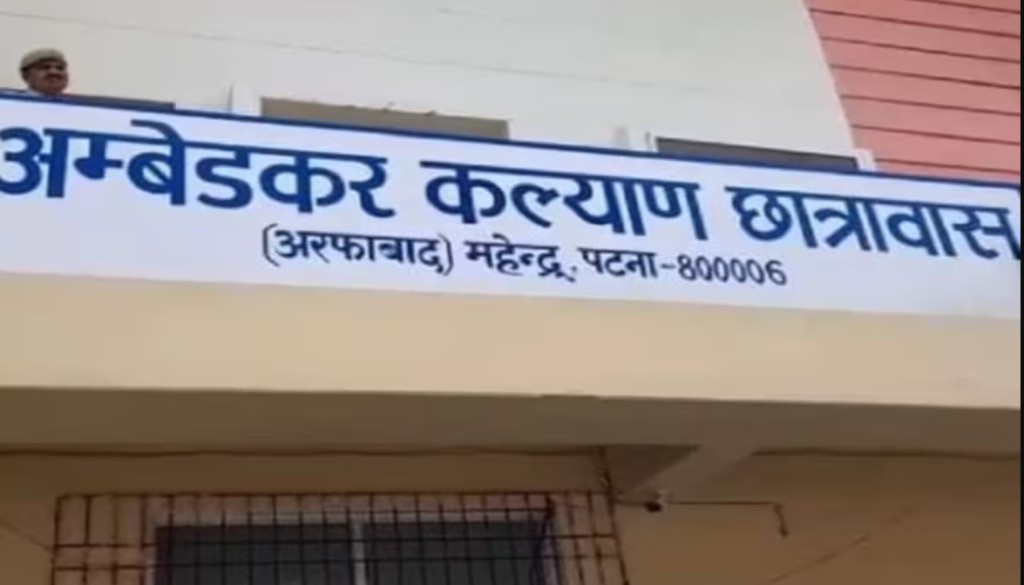 अम्बेडकर कल्याण छात्रावास
(अरफाबाद) महेन्द्रू, पटना-800006